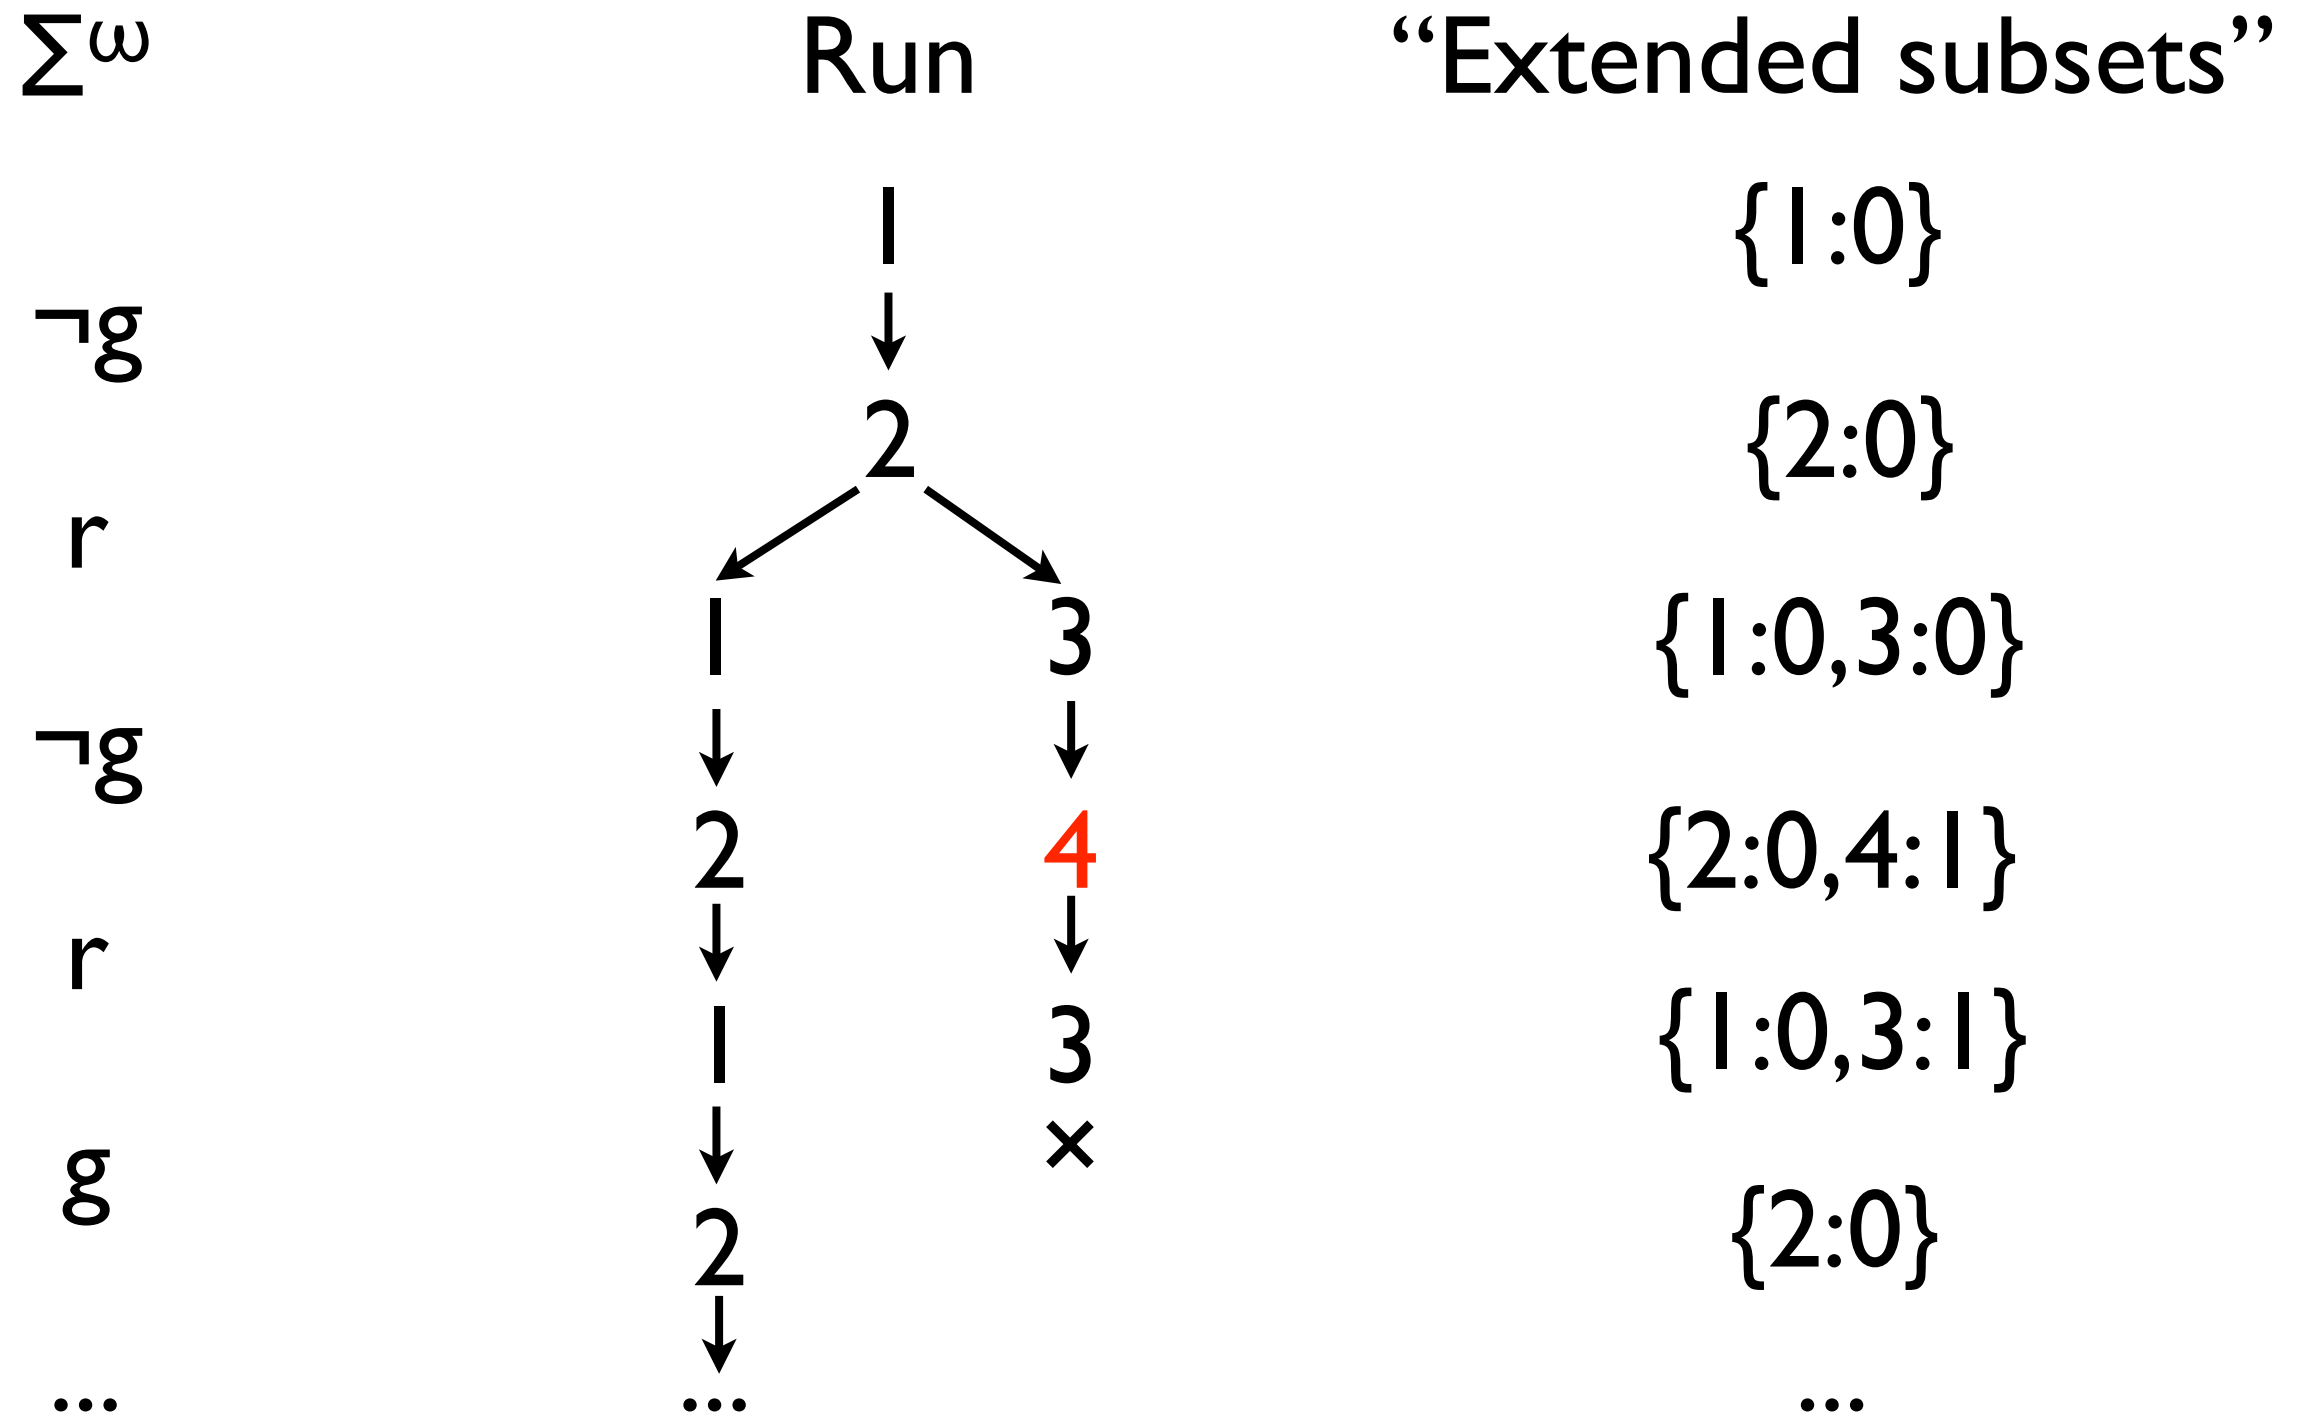 Σω Run “Extended subsets”
1 {1:0}
¬g
2 {2:0}
r
1 3 {1:0,3:0}
¬g
2 4 {2:0,4:1}
r
1 3 {1:0,3:1}
×
g
2 {2:0}
... ... ...